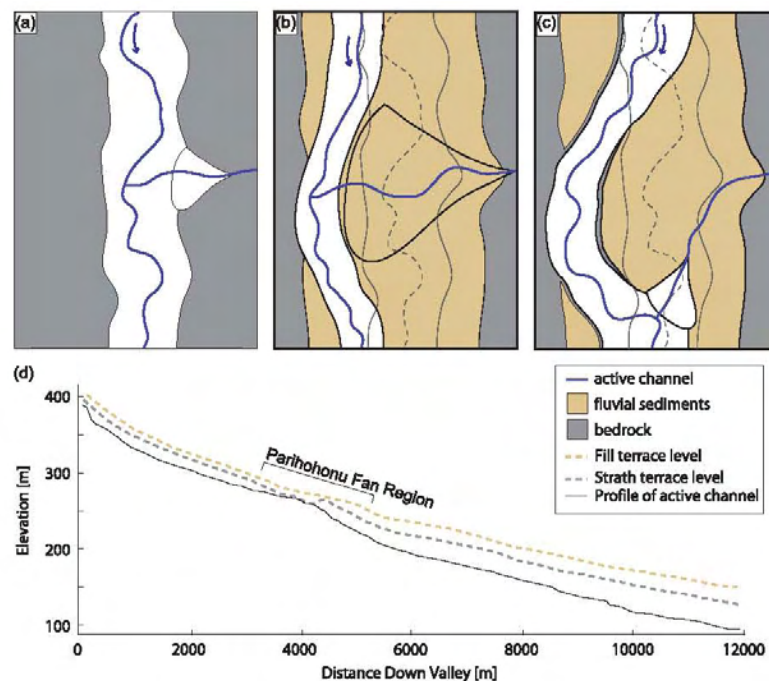 (a)
(b)
(c)
(d)
400
300
200
100
Elevation [m]
Parihohonu Fan Region
active channel
fluvial sediments
bedrock
Fill terrace level
Strath terrace level
Profile of active channel
0
2000
4000
6000
8000
10000
12000
Distance Down Valley [m]